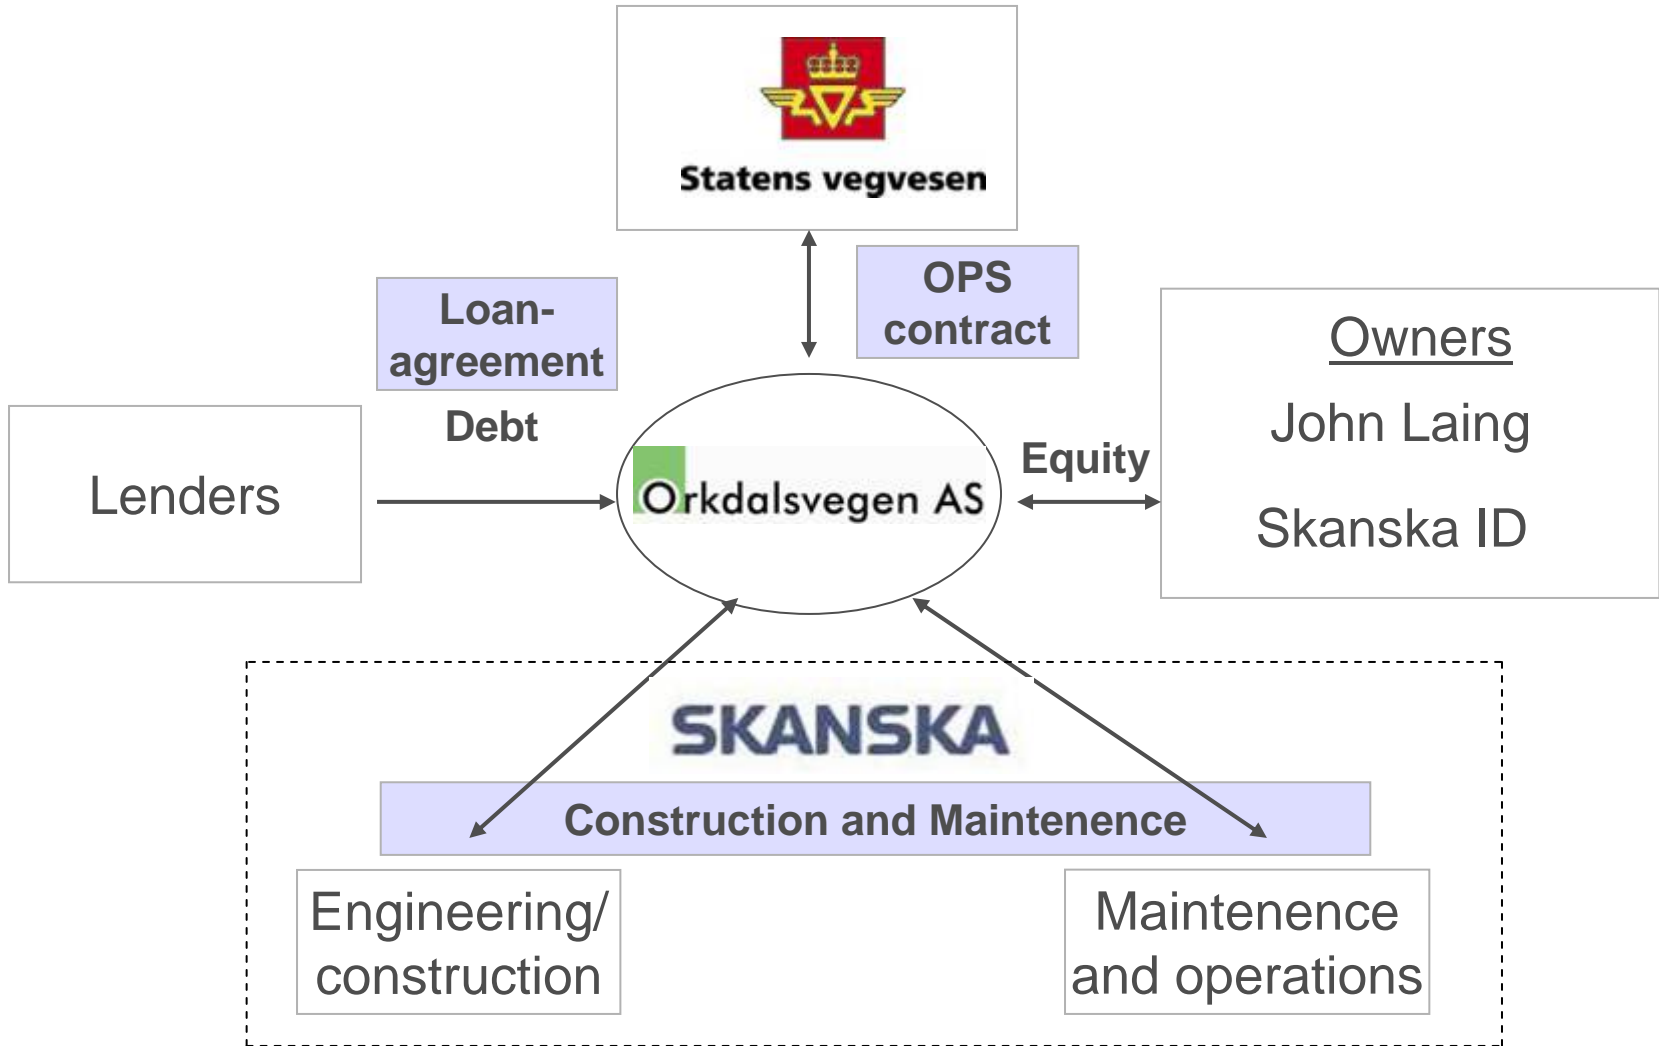 Statens vegvesen
OPS
contract
Loan-
agreement
Debt
Lenders
Orkdalsvegen AS
Equity
Owners
John Laing
Skanska ID
SKANSKA
Construction and Maintenence
Engineering/
construction
Maintenence
and operations